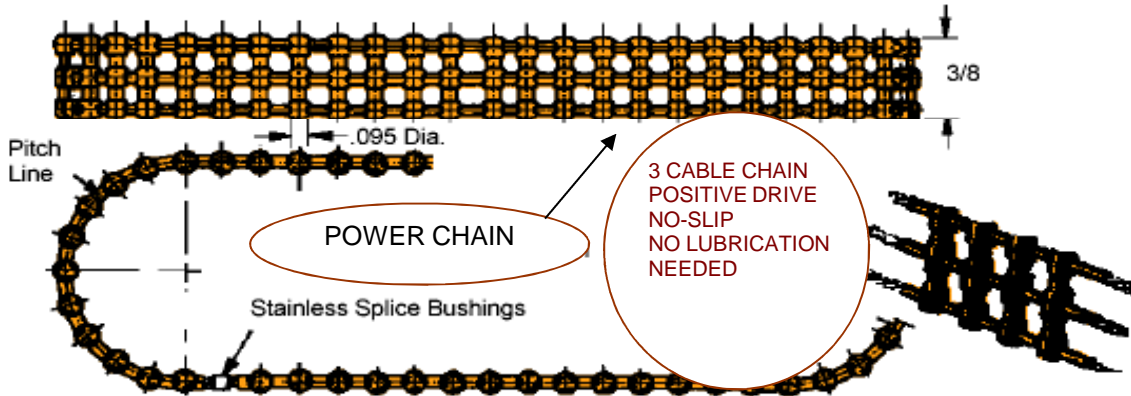 3/8
.095 Dia.
Pitch
Line
POWER CHAIN
3 CABLE CHAIN
POSITIVE DRIVE
NO-SLIP
NO LUBRICATION
NEEDED
Stainless Splice Bushings